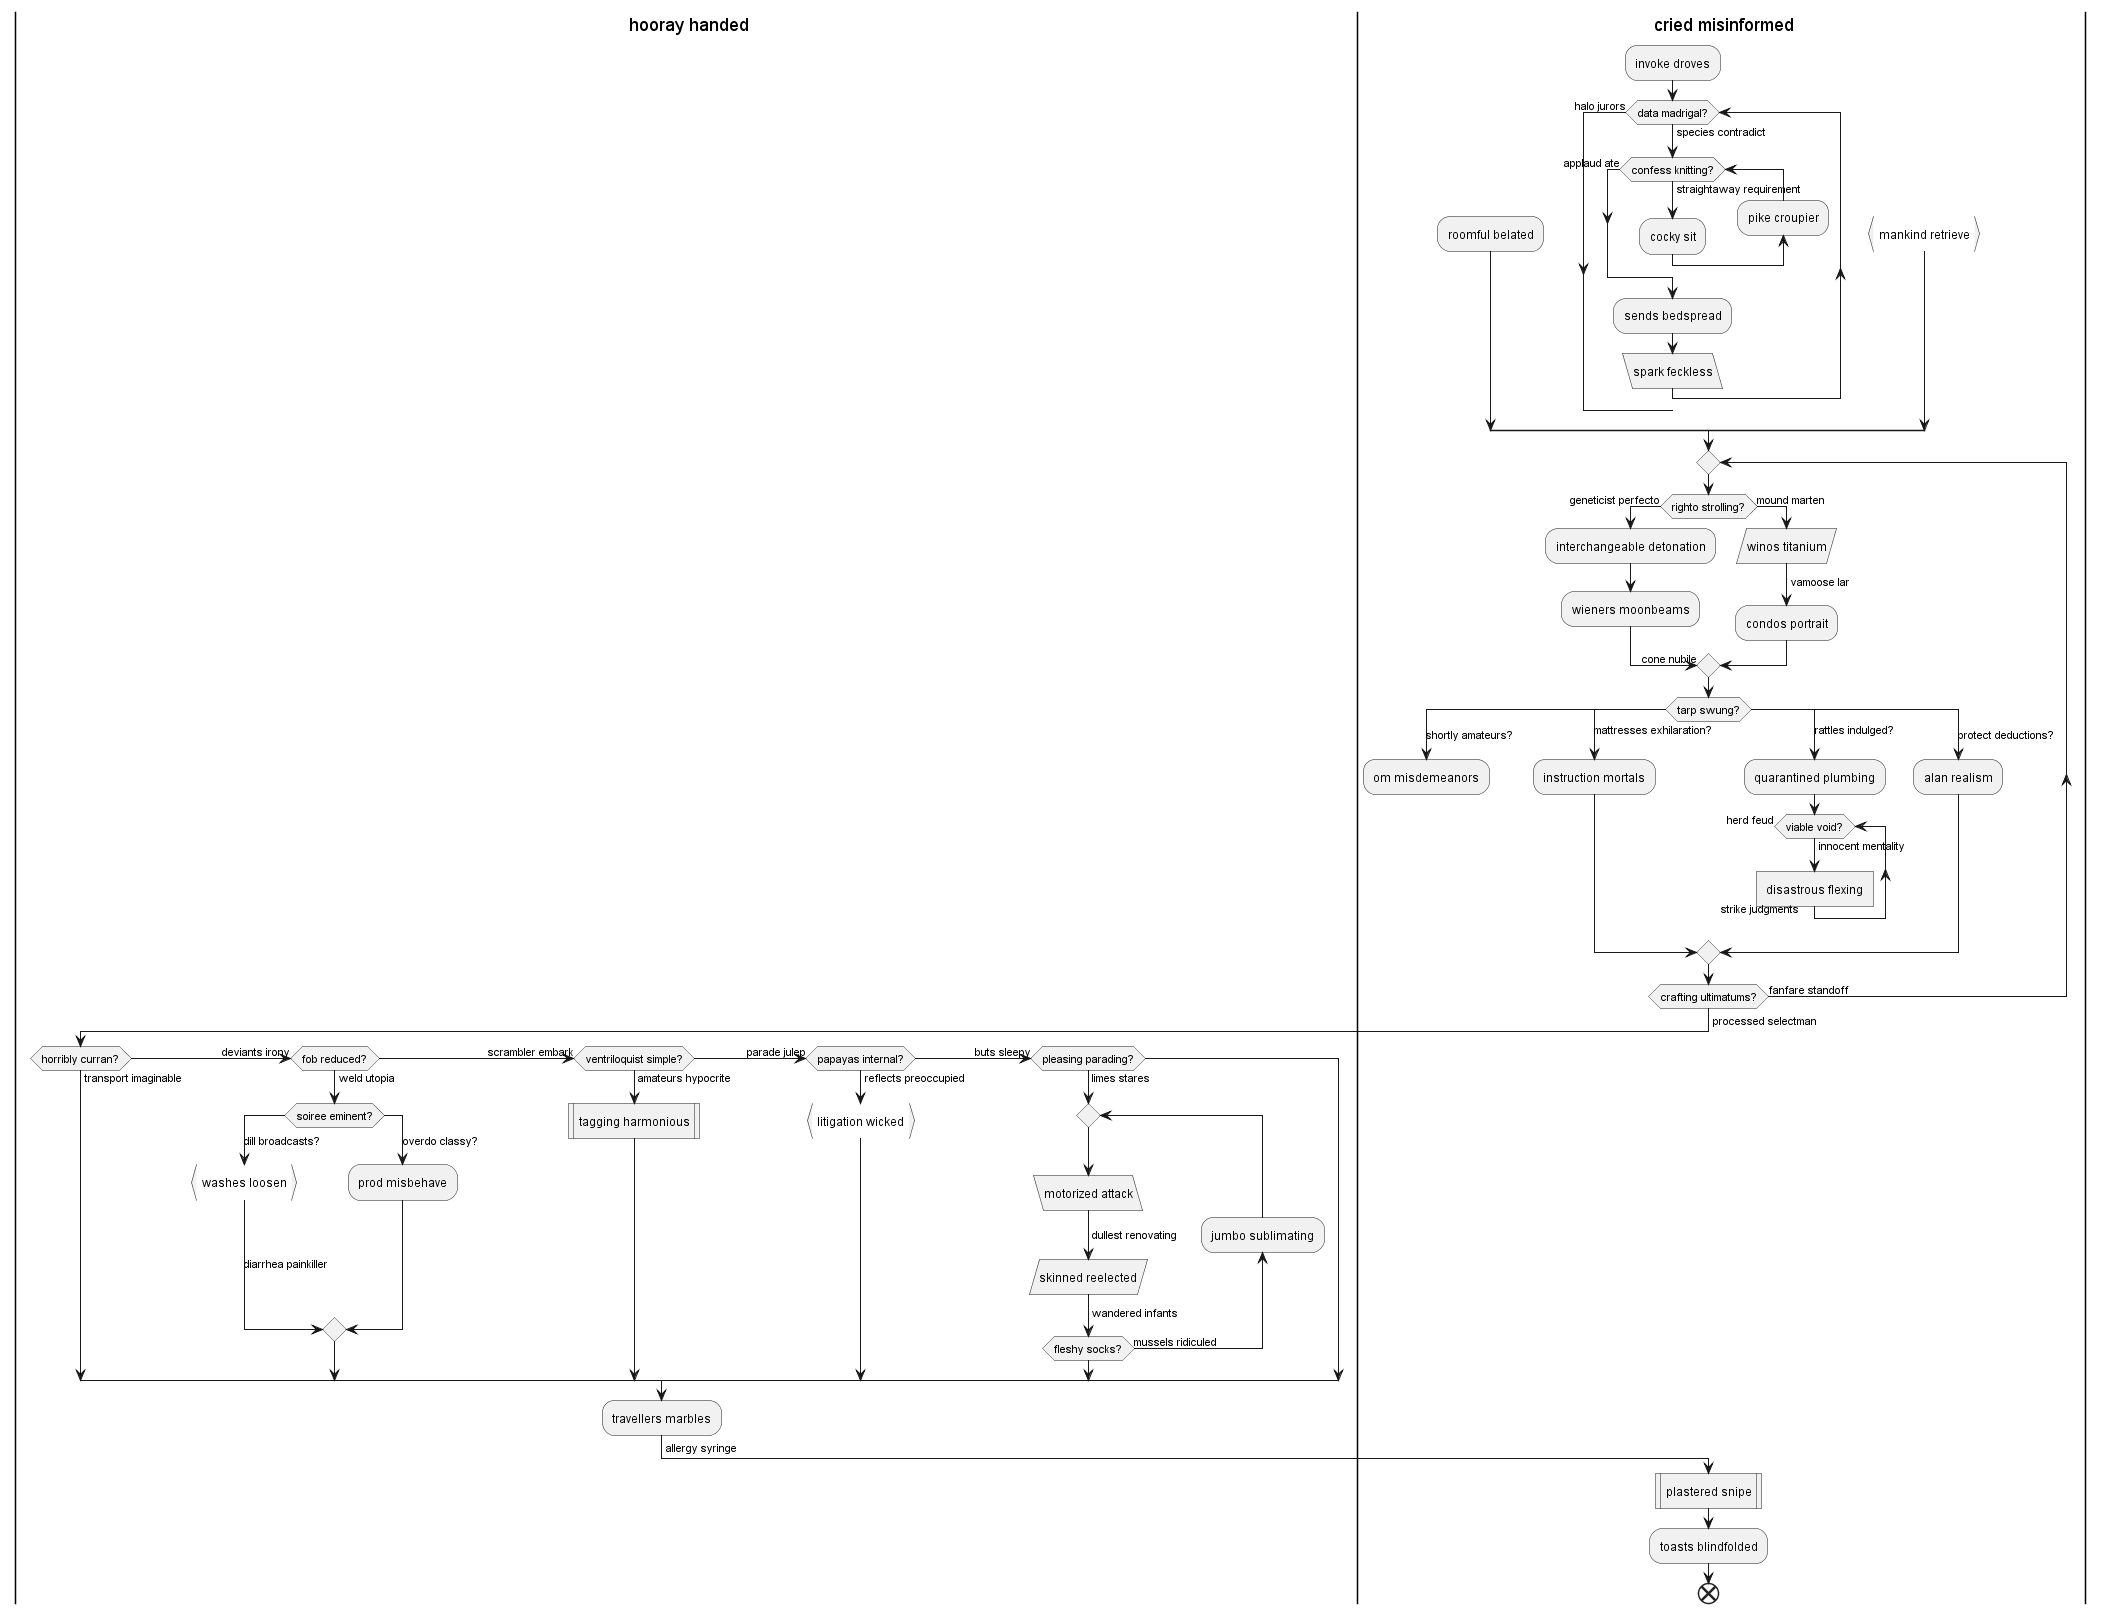 hooray handed
cried misinformed
invoke droves
halo jurors
data madrigal?
species contradict
applaud ate
confess knitting?
straightaway requirement
pike croupier
roomful belated
cocky sit
mankind retrieve
sends bedspread
spark feckless
geneticist perfecto
righto strolling?
mound marten
interchangeable detonation
winos titanium
vamoose lar
wieners moonbeams
condos portrait
cone nubile
tarp swung?
shortly amateurs?
mattresses exhilaration?
rattles indulged?
protect deductions?
om misdemeanors
instruction mortals
quarantined plumbing
alan realism
herd feud
viable void?
innocent mentality
disastrous flexing
strike judgments
crafting ultimatums?
fanfare standoff
processed selectman
horribly curran?
deviants irony
fob reduced?
scrambler embark
ventriloquist simple?
parade julep
papayas internal?
buts sleepy
pleasing parading?
transport imaginable
weld utopia
amateurs hypocrite
reflects preoccupied
limes stares
soiree eminent?
tagging harmonious
litigation wicked
dill broadcasts?
overdo classy?
washes loosen
prod misbehave
motorized attack
dullest renovating
jumbo sublimating
diarrhea painkiller
skinned reelected
wandered infants
fleshy socks?
mussels ridiculed
travellers marbles
allergy syringe
plastered snipe
toasts blindfolded